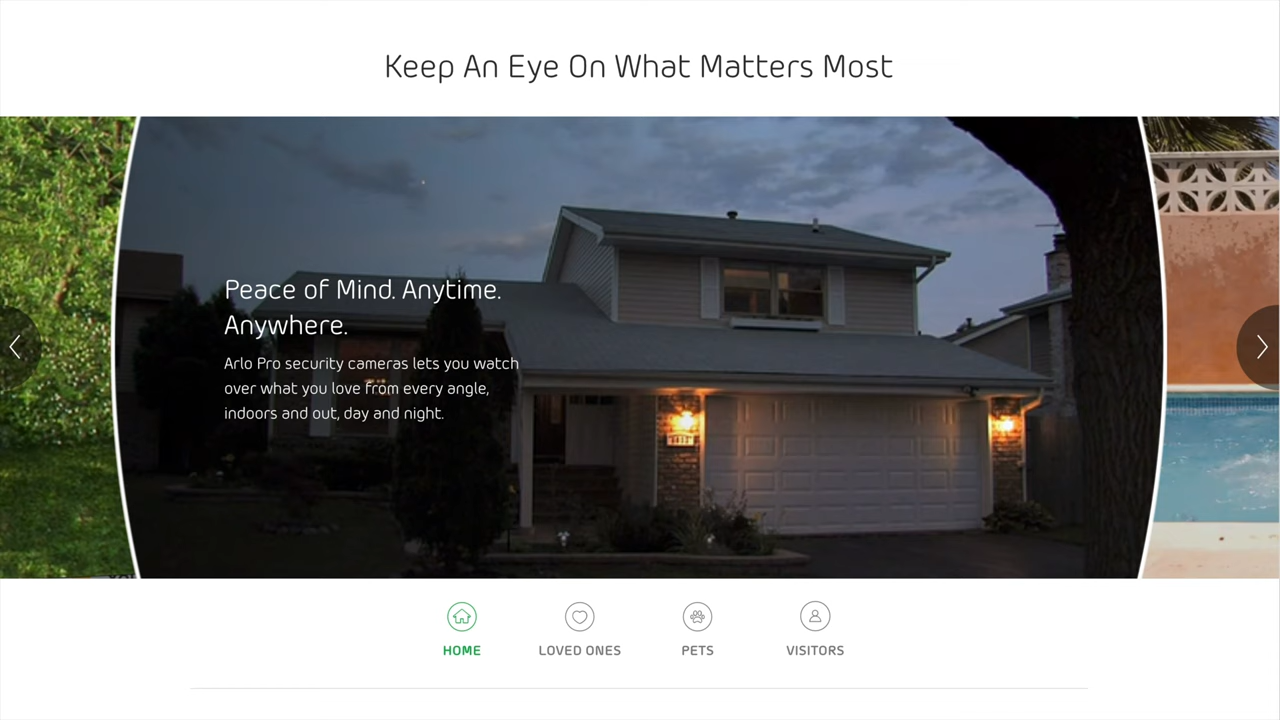 Keep An Eye On What Matters Most
Peace of Mind. Anytime.
Anywhere.
Arlo Pro security cameras lets you watch
over what you love from every angle,
indoors and out, day and night.
HOME
LOVED ONES
PETS
VISITORS